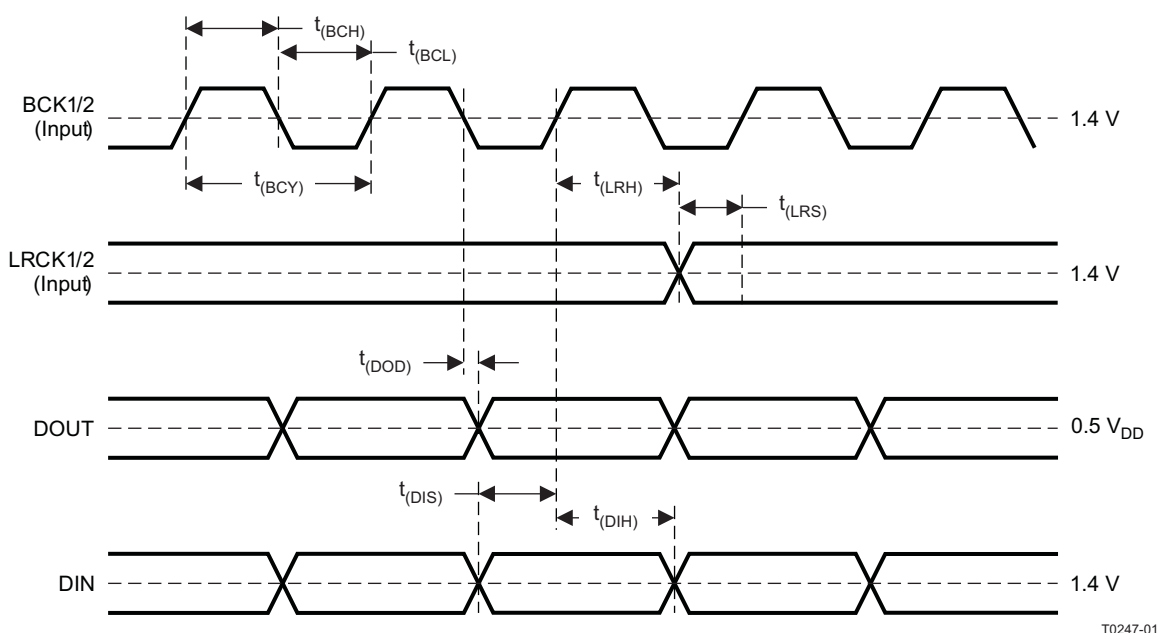 t(BCH)
t(BCL)
BCK1/2
(Input)
1.4 V
t(BCY)
t(LRH)
t(LRS)
LRCK1/2
(Input)
1.4 V
t(DOD)
DOUT
0.5 VDD
t(DIS)
t(DIH)
DIN
1.4 V
T0247-01